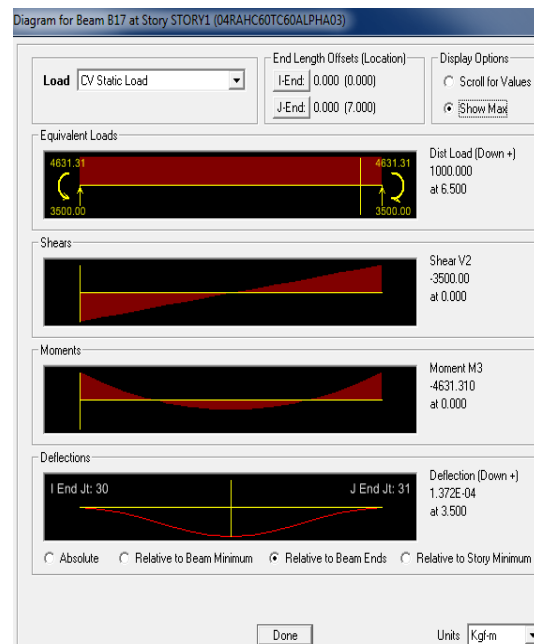 Diagram for Beam B17 at Story STORY1 (04RAHC60TC60ALPHA03)
Load CV Static Load
End Length Offsets (Location)
I-End: 0.000 (0.000)
J-End: 0.000 (7.000)
Display Options
Scroll for Values
Show Max
Equivalent Loads
4631.31 4631.31
3500.00 3500.00
Dist Load (Down +)
1000.000
at 6.500
Shears
Shear V2
-3500.00
at 0.000
Moments
Moment M3
-4631.310
at 0.000
Deflections
I End Jt: 30 J End Jt: 31
Deflection (Down +)
1.372E-04
at 3.500
Absolute Relative to Beam Minimum Relative to Beam Ends Relative to Story Minimum
Done Units Kgf-m